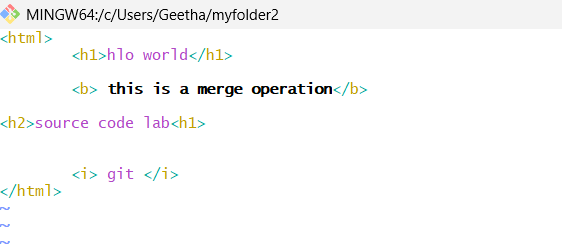 MINGW64:/c/Users/Geetha/myfolder2
<html>
<h1>hlo world</h1>
<b> this is a merge operation</b>
<h2>source code lab<h1>
<i> git </i>
</html>
~
~
~